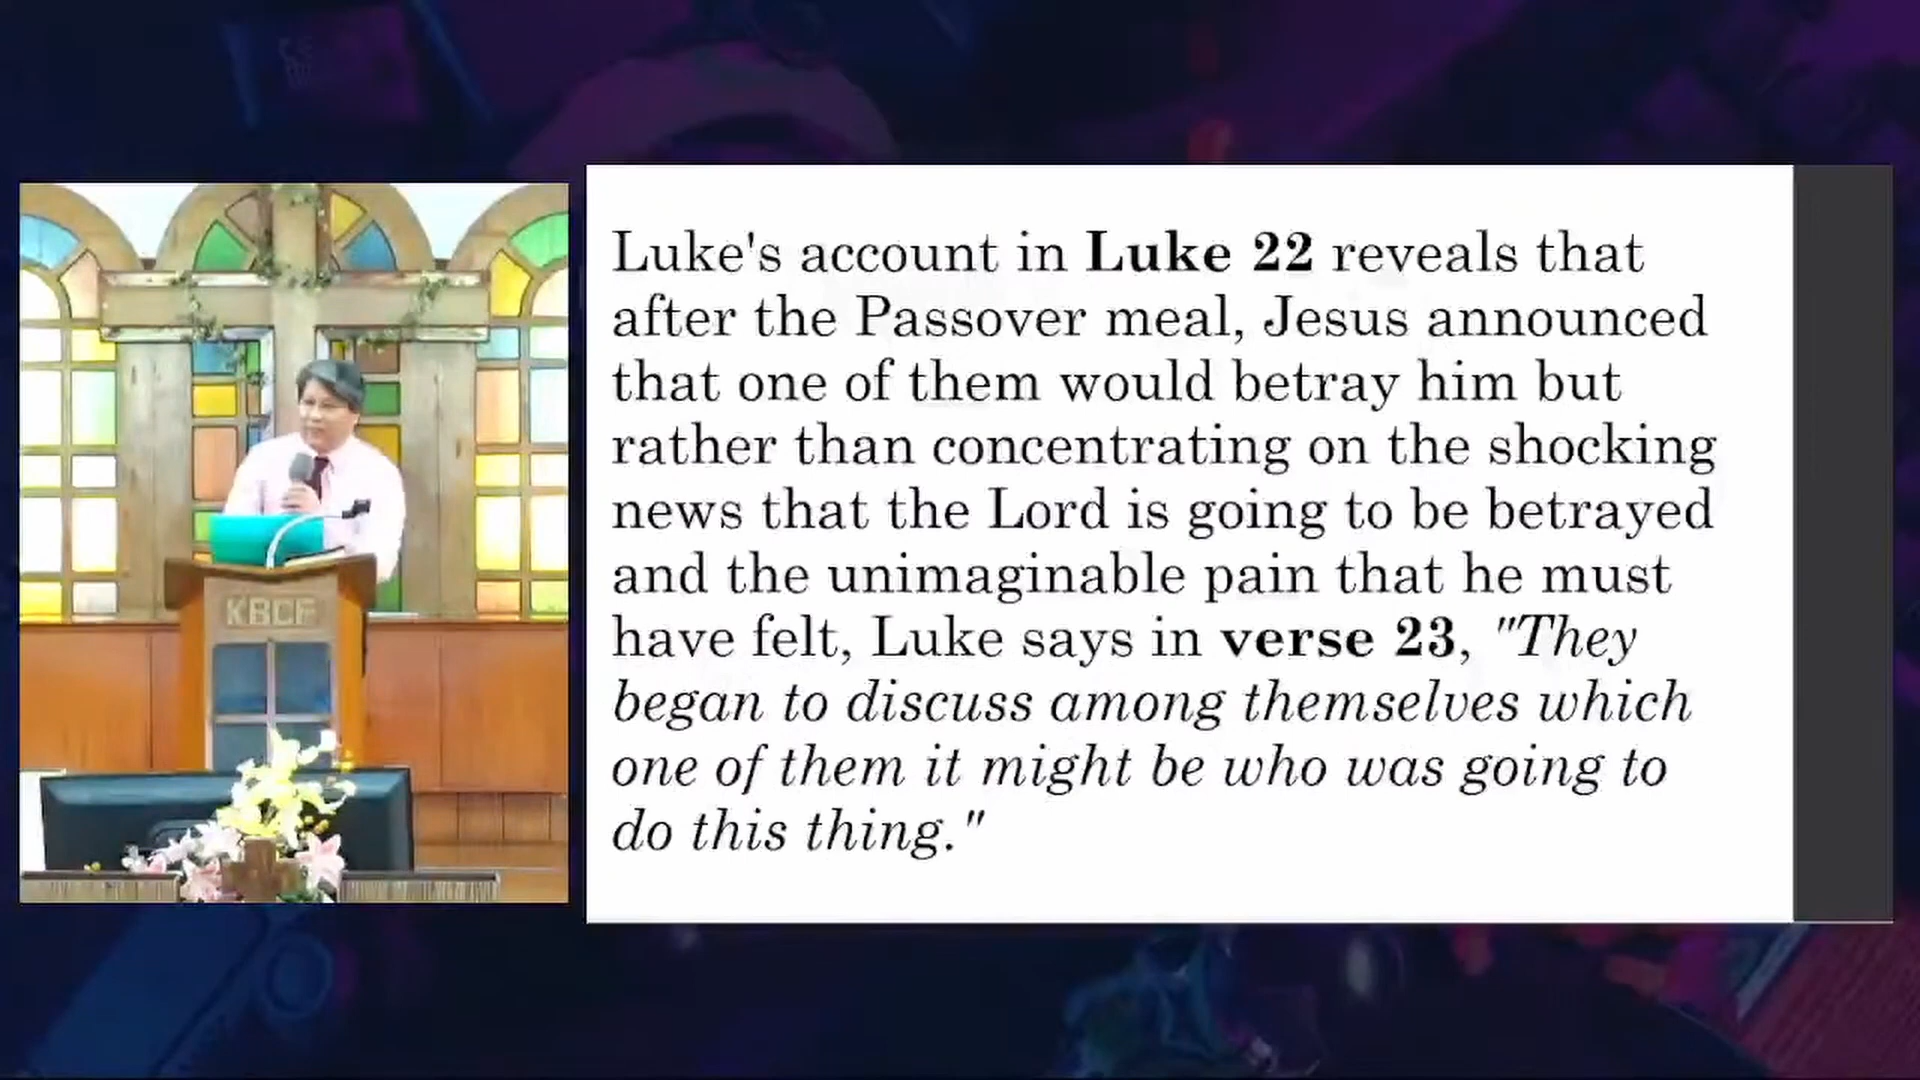 Luke's account in Luke 22 reveals that
after the Passover meal, Jesus announced
that one of them would betray him but
rather than concentrating on the shocking
news that the Lord is going to be betrayed
and the unimaginable pain that he must
have felt, Luke says in verse 23, "They
began to discuss among themselves which
one of them it might be who was going to
do this thing."
KBCF